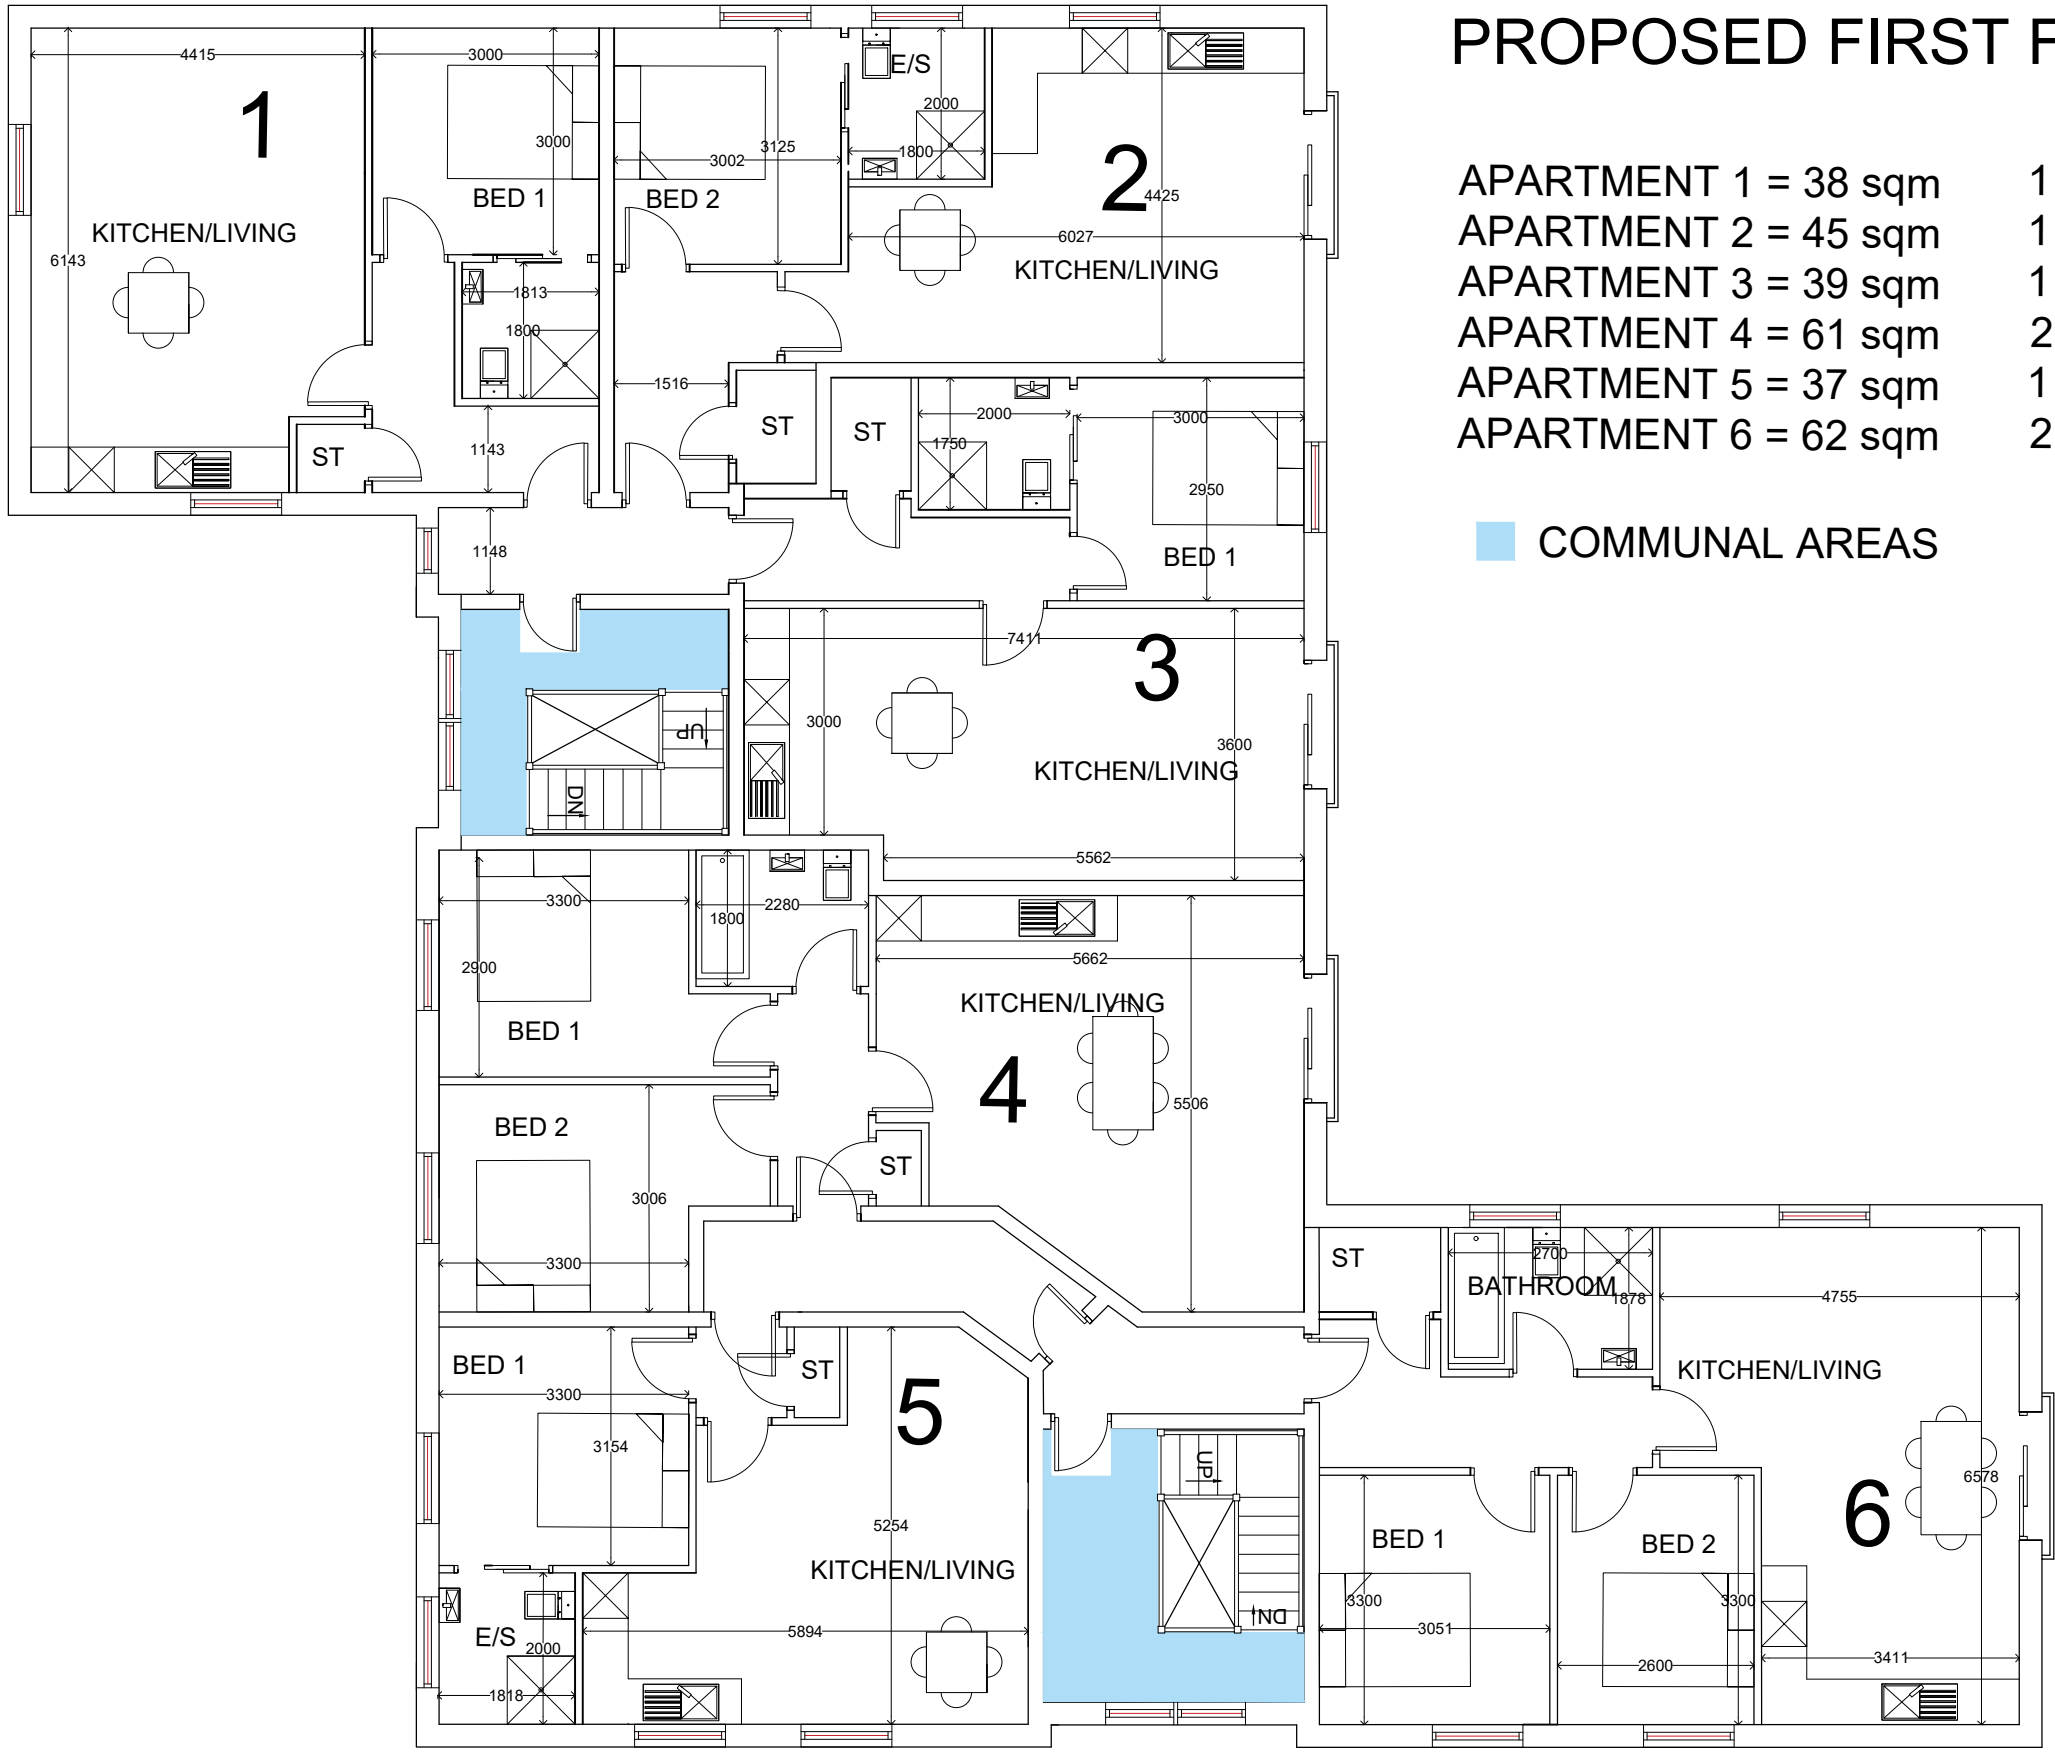 PROPOSED FIRST F
APARTMENT 1 = 38 sqm 1
APARTMENT 2 = 45 sqm 1
APARTMENT 3 = 39 sqm 1
APARTMENT 4 = 61 sqm 2
APARTMENT 5 = 37 sqm 1
APARTMENT 6 = 62 sqm 2
COMMUNAL AREAS
1
4415
KITCHEN/LIVING
6143
ST
3000
3000
BED 1
1813
1800
1143
1148
2
3125
3002
BED 2
E/S
2000
1800
4425
6027
KITCHEN/LIVING
1516
ST
ST
2000
1750
3000
2950
BED 1
7411
3
3000
3600
KITCHEN/LIVING
5562
UP
DN
3300
2900
BED 1
1800
2280
5662
KITCHEN/LIVING
4
5506
BED 2
3006
3300
ST
BED 1
3300
3154
ST
5
5254
KITCHEN/LIVING
5894
E/S
2000
1818
UP
DN
ST
2700
BATHROOM
1878
4755
KITCHEN/LIVING
6578
6
BED 1
3300
3051
BED 2
3300
2600
3411